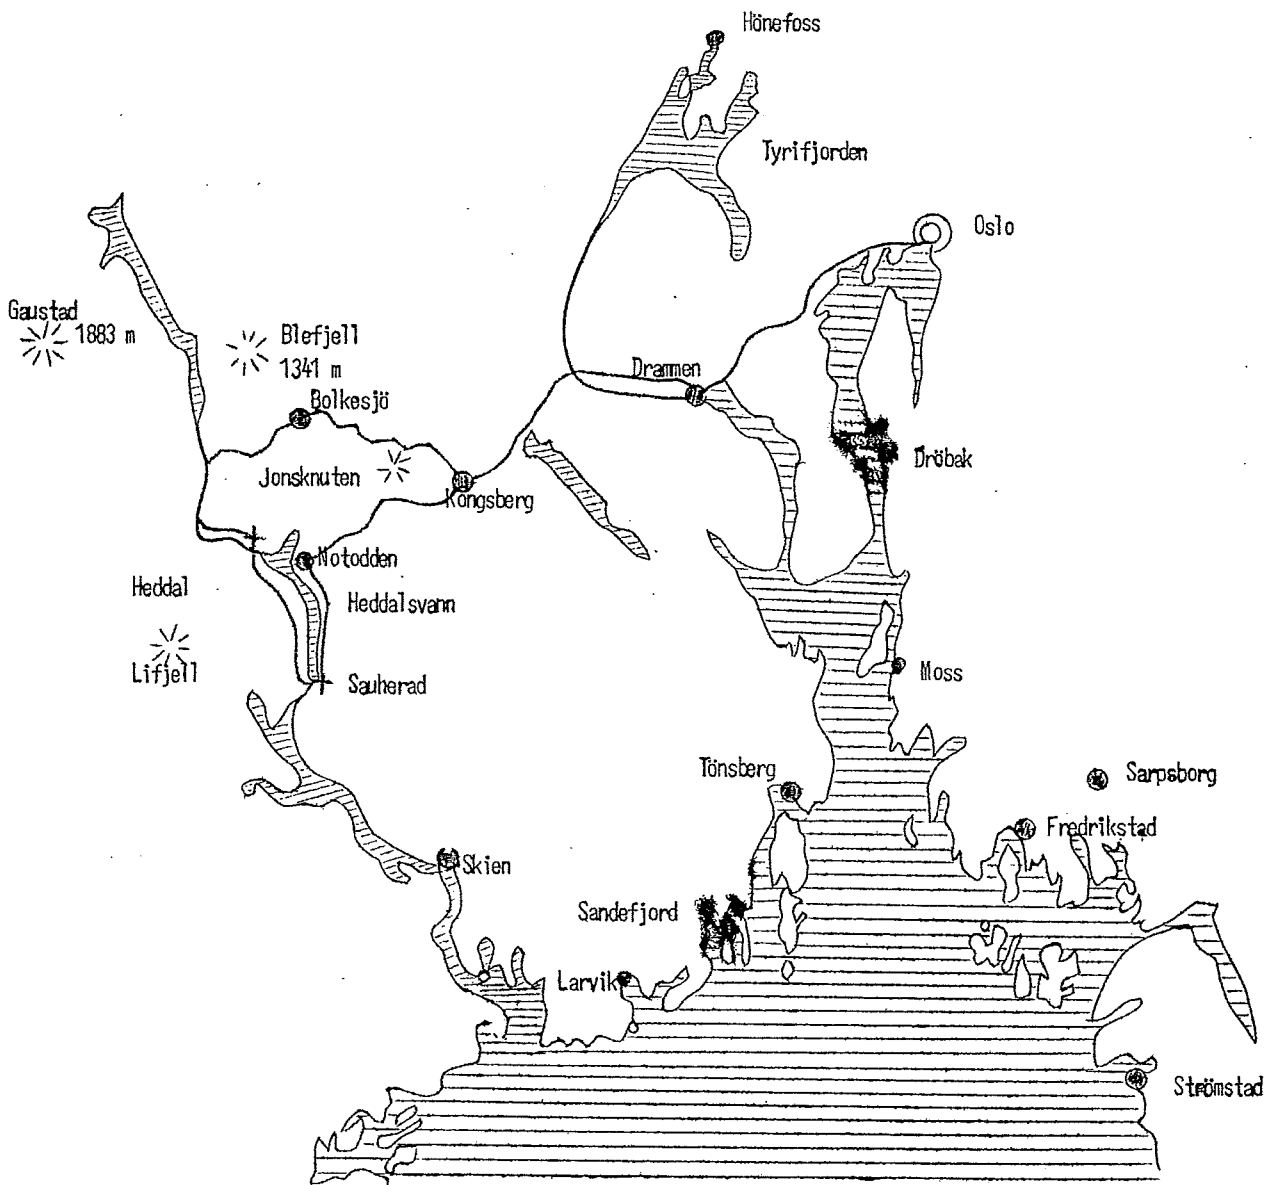 Hönefoss
Tyrifjorden
Oslo
Gaustad
1883 m
Blefjell
1341 m
Drammen
Bolkesjö
Jonsknuten
Kongsberg
Dröbak
Notodden
Heddal
Heddalsvann
Lifjell
Sauherad
Moss
Tönsberg
Sarpsborg
Fredrikstad
Skien
Sandefjord
Larvik
Strömstad